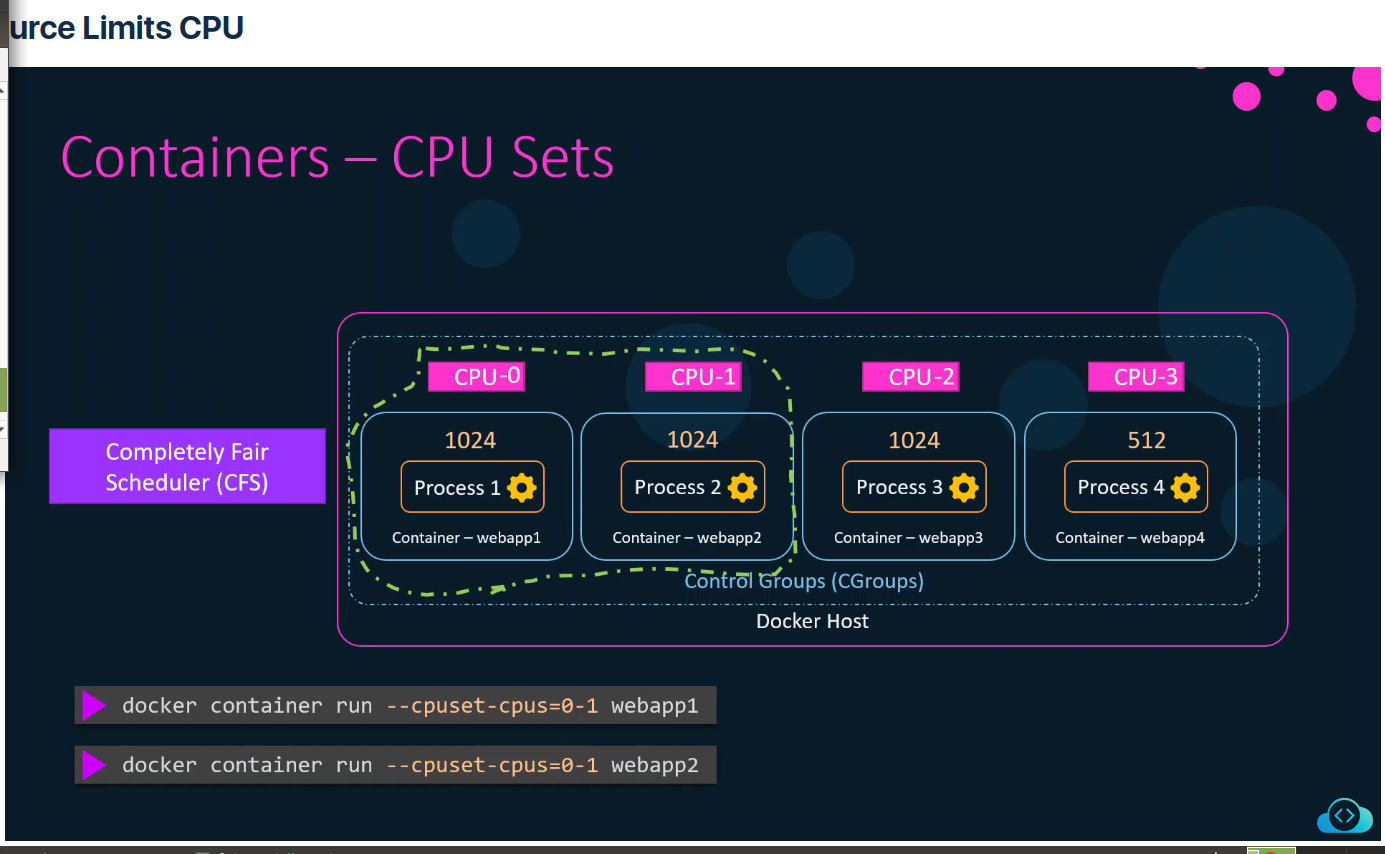 urce Limits CPU
Containers – CPU Sets
CPU-0
CPU-1
CPU-2
CPU-3
Completely Fair
Scheduler (CFS)
1024
1024
1024
512
Process 1
Process 2
Process 3
Process 4
Container – webapp1
Container – webapp2
Container – webapp3
Container – webapp4
Control Groups (CGroups)
Docker Host
docker container run --cpuset-cpus=0-1 webapp1
docker container run --cpuset-cpus=0-1 webapp2